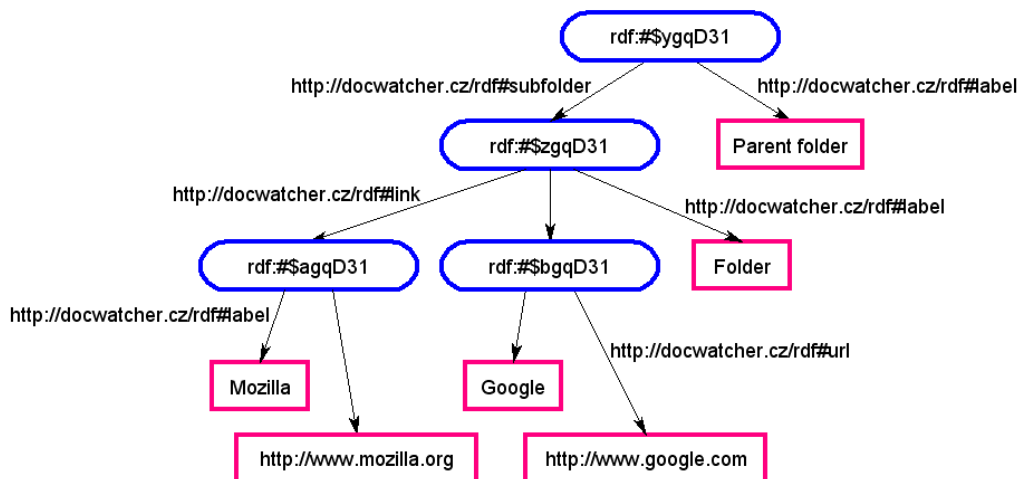 rdf:#$ygqD31
http://docwatcher.cz/rdf#subfolder
http://docwatcher.cz/rdf#label
rdf:#$zgqD31
Parent folder
http://docwatcher.cz/rdf#link
http://docwatcher.cz/rdf#label
rdf:#$agqD31
rdf:#$bgqD31
Folder
http://docwatcher.cz/rdf#label
http://docwatcher.cz/rdf#url
Mozilla
Google
http://www.mozilla.org
http://www.google.com